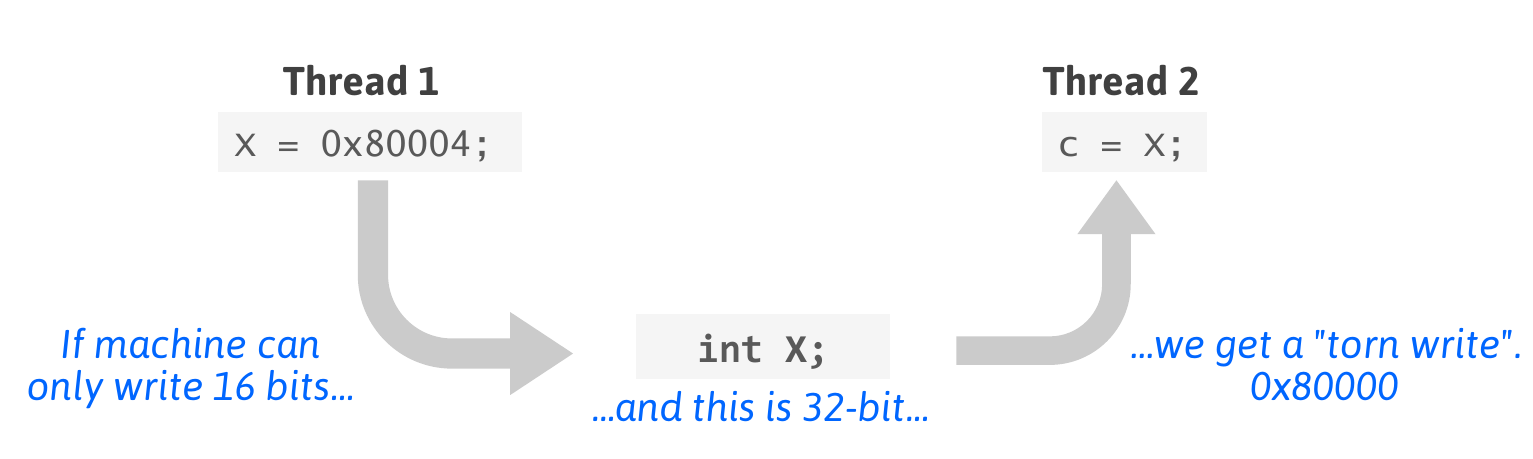 Thread 1
X = 0x80004;
Thread 2
c = X;
If machine can
only write 16 bits...
int X;
...and this is 32-bit...
...we get a "torn write".
0x80000